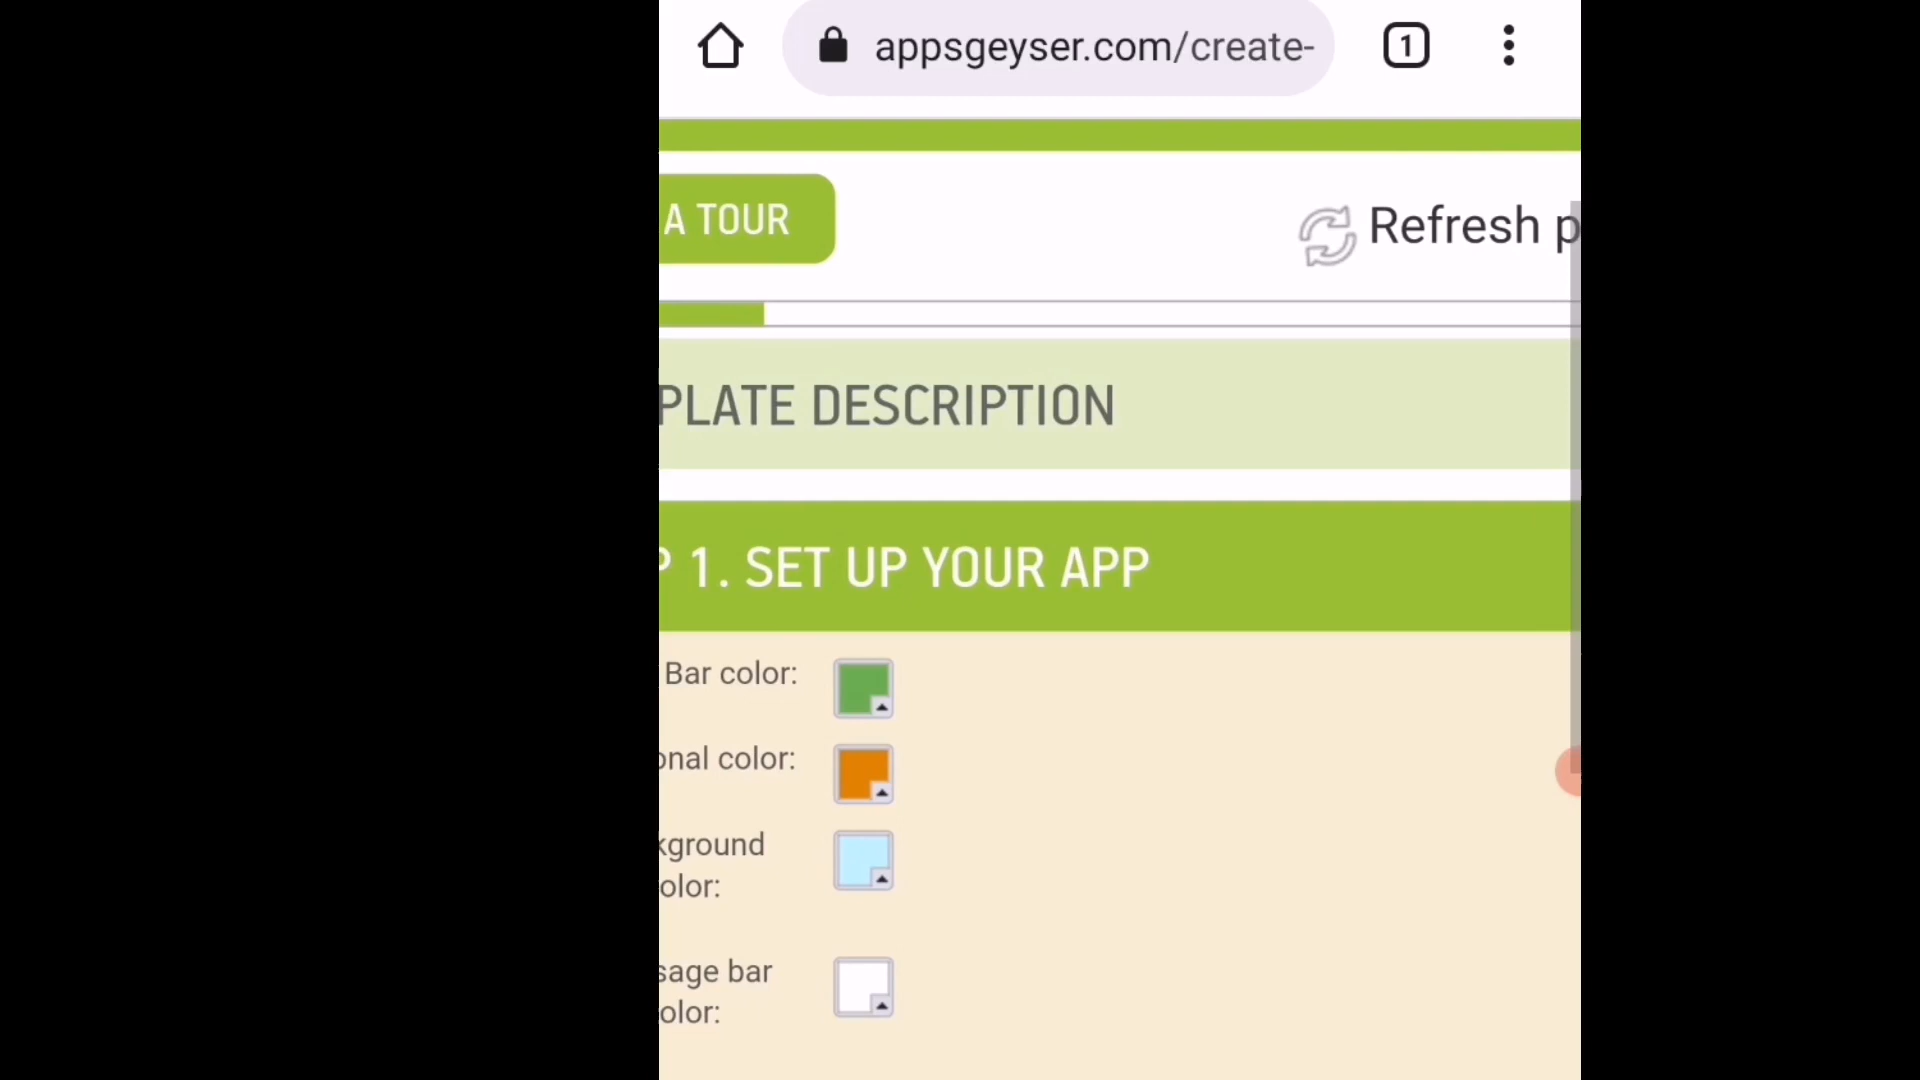 appsgeyser.com/create-
1
A TOUR
Refresh p
PLATE DESCRIPTION
P 1. SET UP YOUR APP
Bar color:
onal color:
kground
olor:
sage bar
olor: